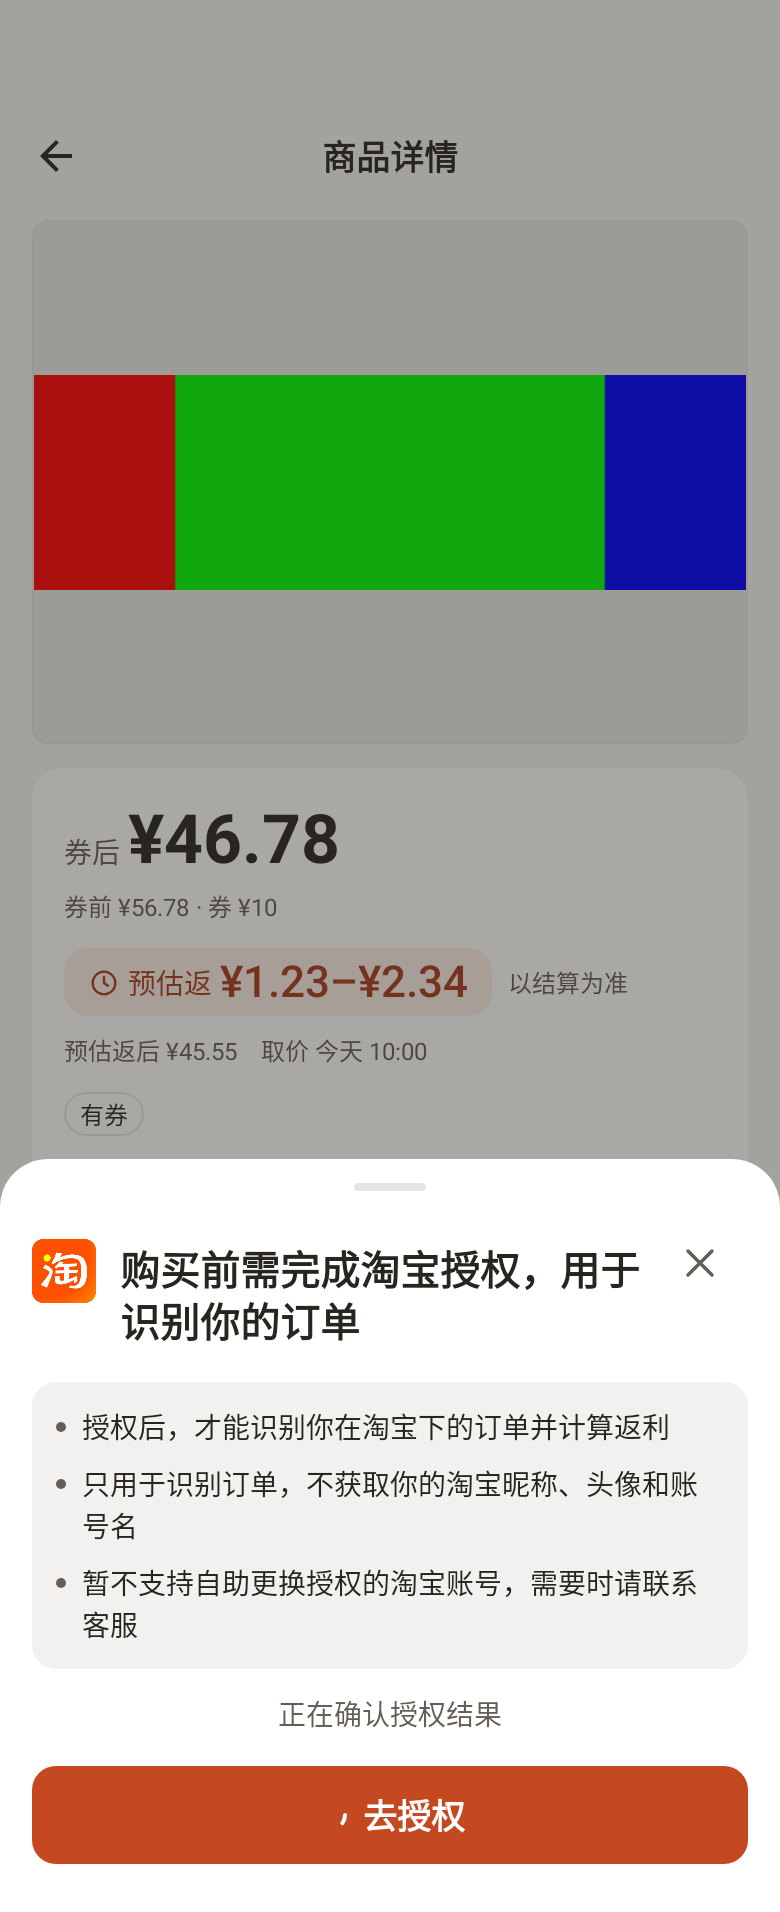 商品详情
券后 ¥46.78
券前 ¥56.78 · 券 ¥10
预估返 ¥1.23–¥2.34 以结算为准
预估返后 ¥45.55 取价 今天 10:00
有券
淘
购买前需完成淘宝授权，用于
识别你的订单
授权后，才能识别你在淘宝下的订单并计算返利
只用于识别订单，不获取你的淘宝昵称、头像和账
号名
暂不支持自助更换授权的淘宝账号，需要时请联系
客服
正在确认授权结果
去授权